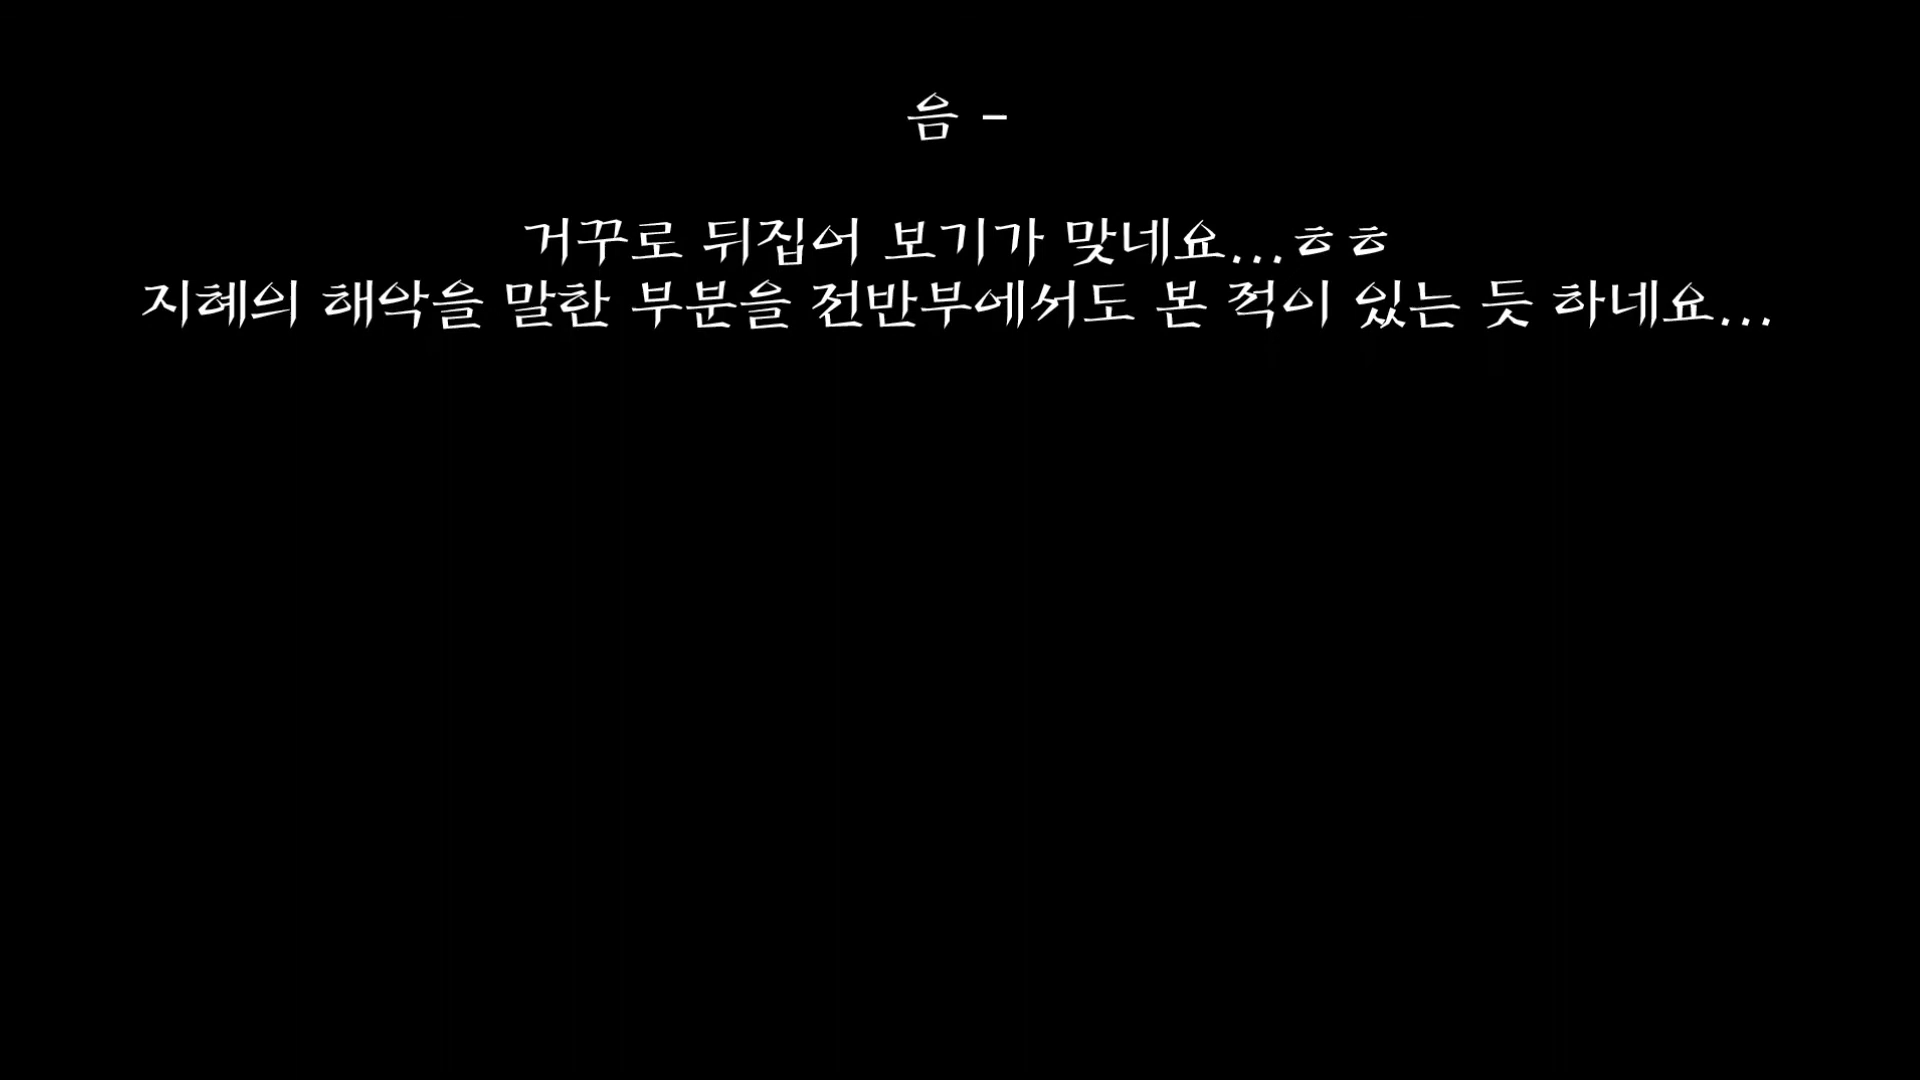 음 -
거꾸로 뒤집어 보기가 맞네요...ㅎㅎ
지혜의 해악을 말한 부분을 전반부에서도 본 적이 있는 듯 하네요...